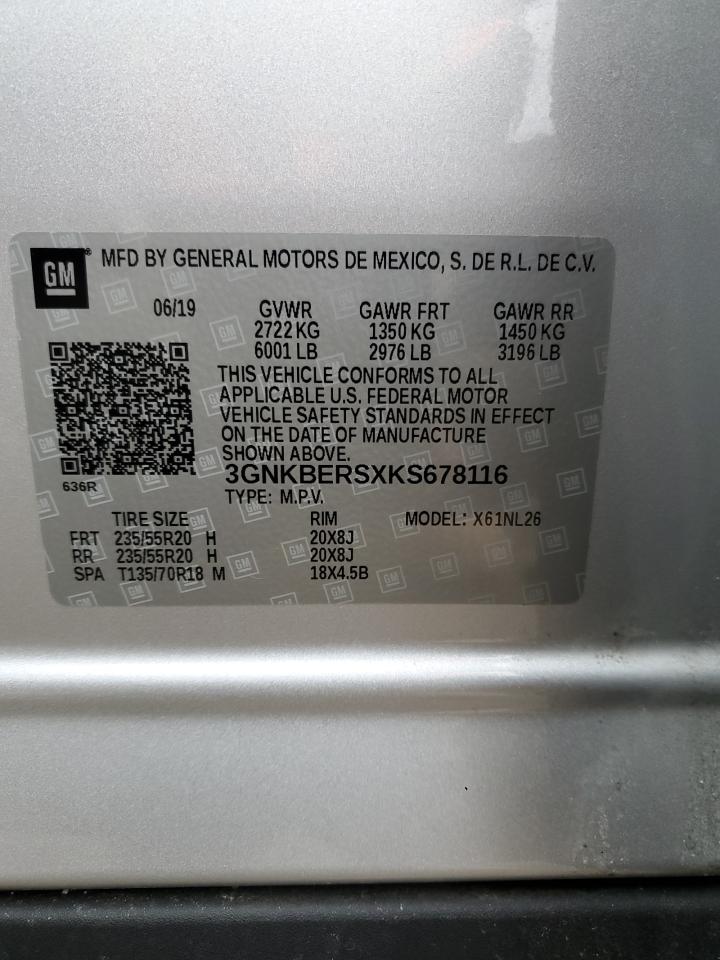 GM ® MFD BY GENERAL MOTORS DE MEXICO, S. DE R.L. DE C.V.
06/19 GVWR GAWR FRT GAWR RR
2722 KG 1350 KG 1450 KG
6001 LB 2976 LB 3196 LB
THIS VEHICLE CONFORMS TO ALL
APPLICABLE U.S. FEDERAL MOTOR
VEHICLE SAFETY STANDARDS IN EFFECT
ON THE DATE OF MANUFACTURE
SHOWN ABOVE.
3GNKBERSXKS678116
636R
TYPE: M.P.V.
TIRE SIZE RIM MODEL: X61NL26
FRT 235/55R20 H 20X8J
RR 235/55R20 H 20X8J
SPA T135/70R18 M 18X4.5B